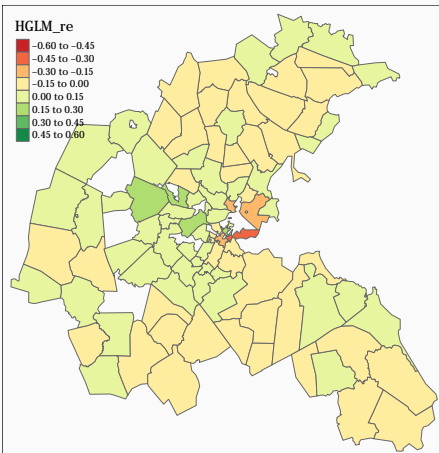 HGLM_re
-0.60 to -0.45
-0.45 to -0.30
-0.30 to -0.15
-0.15 to 0.00
0.00 to 0.15
0.15 to 0.30
0.30 to 0.45
0.45 to 0.60